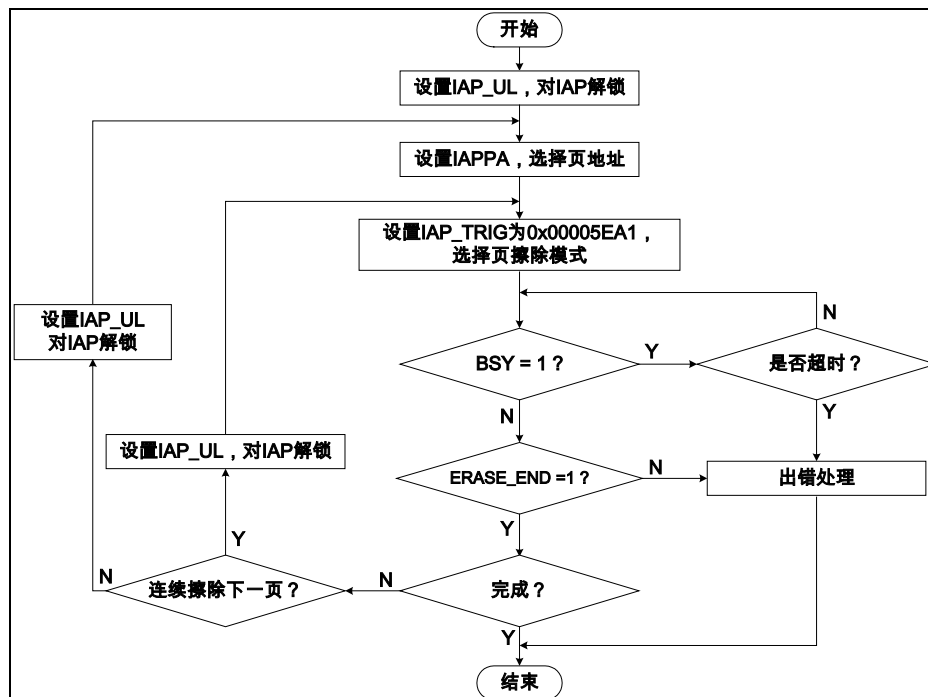 开始
设置IAP_UL，对IAP解锁
设置IAPPA，选择页地址
设置IAP_TRIG为0x00005EA1，
选择页擦除模式
设置IAP_UL
对IAP解锁
N
BSY = 1？
Y
是否超时？
N
Y
设置IAP_UL，对IAP解锁
ERASE_END =1？
N
出错处理
Y
Y
N
连续擦除下一页？
N
完成？
Y
结束